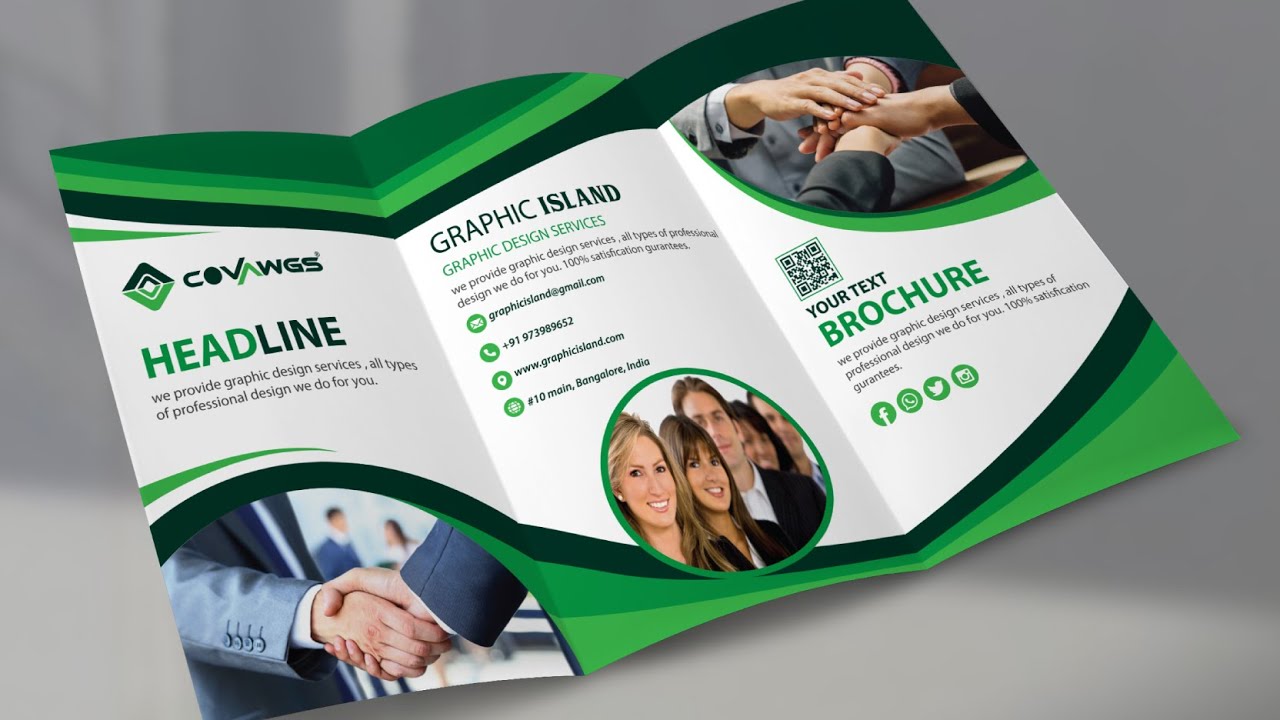 COVAWGS®
HEADLINE
we provide graphic design services , all types
of professional design we do for you.
GRAPHIC ISLAND
GRAPHIC DESIGN SERVICES
we provide graphic design services , all types of professional
design we do for you. 100% satisfication gurantees.
graphicisland@gmail.com
+91 973989652
www.graphicisland.com
#10 main, Bangalore, India
YOUR TEXT
BROCHURE
we provide graphic design services , all types of
professional design we do for you. 100% satisfication
gurantees.